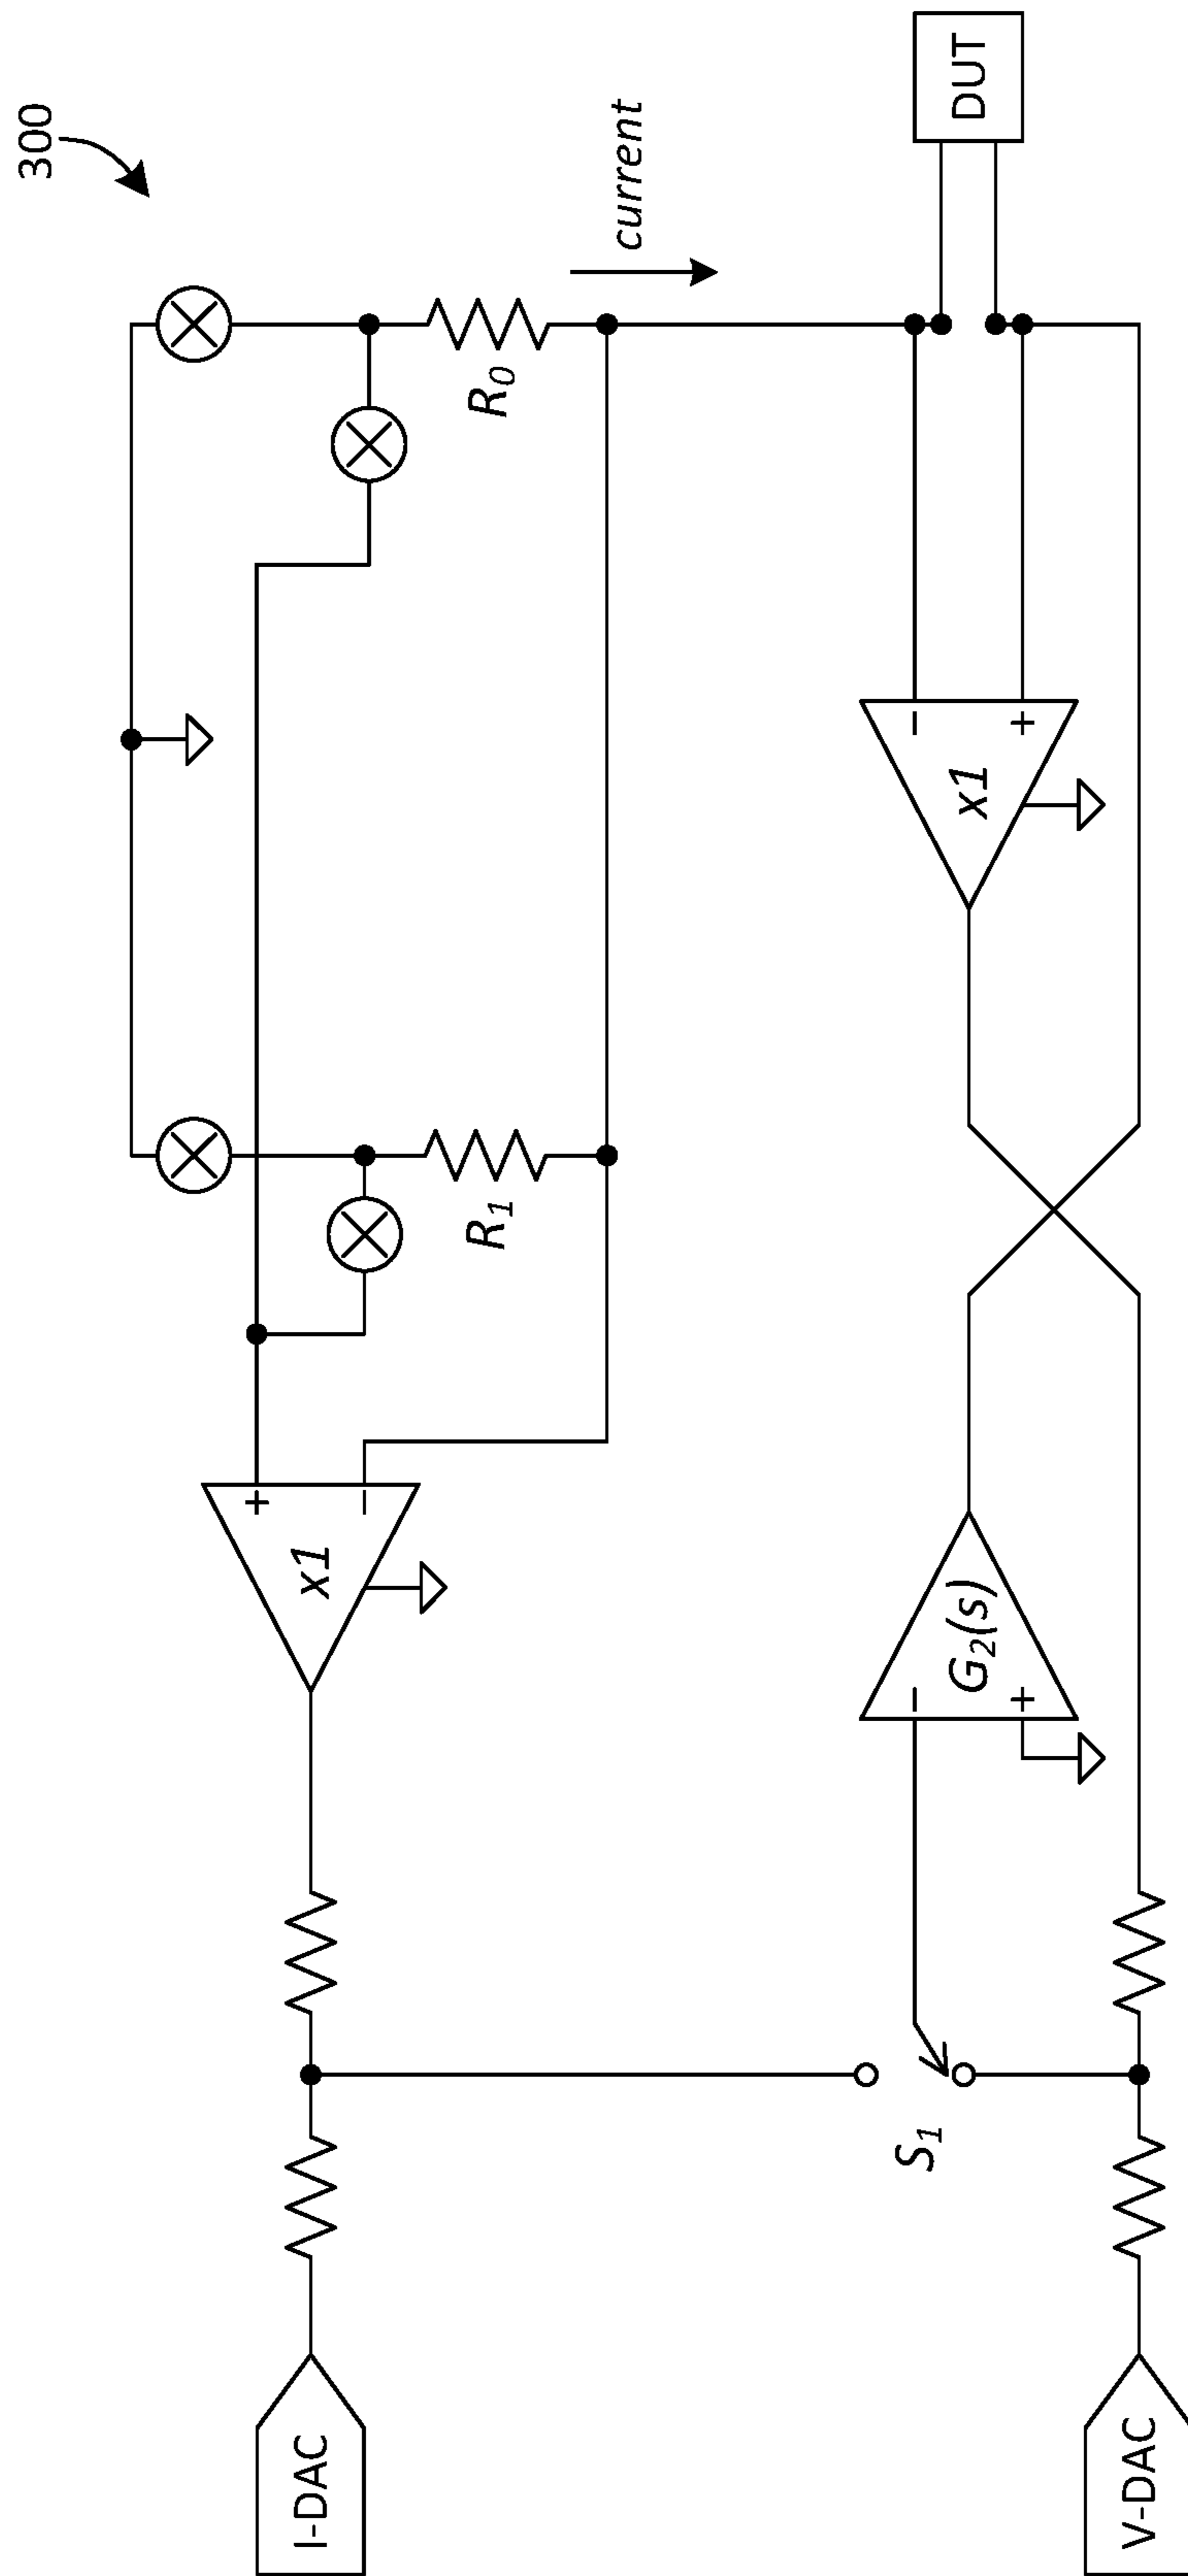 300
current
R₀
DUT
R₁
x1
+
−
x1
−
+
G₂(s)
−
+
S₁
I-DAC
V-DAC